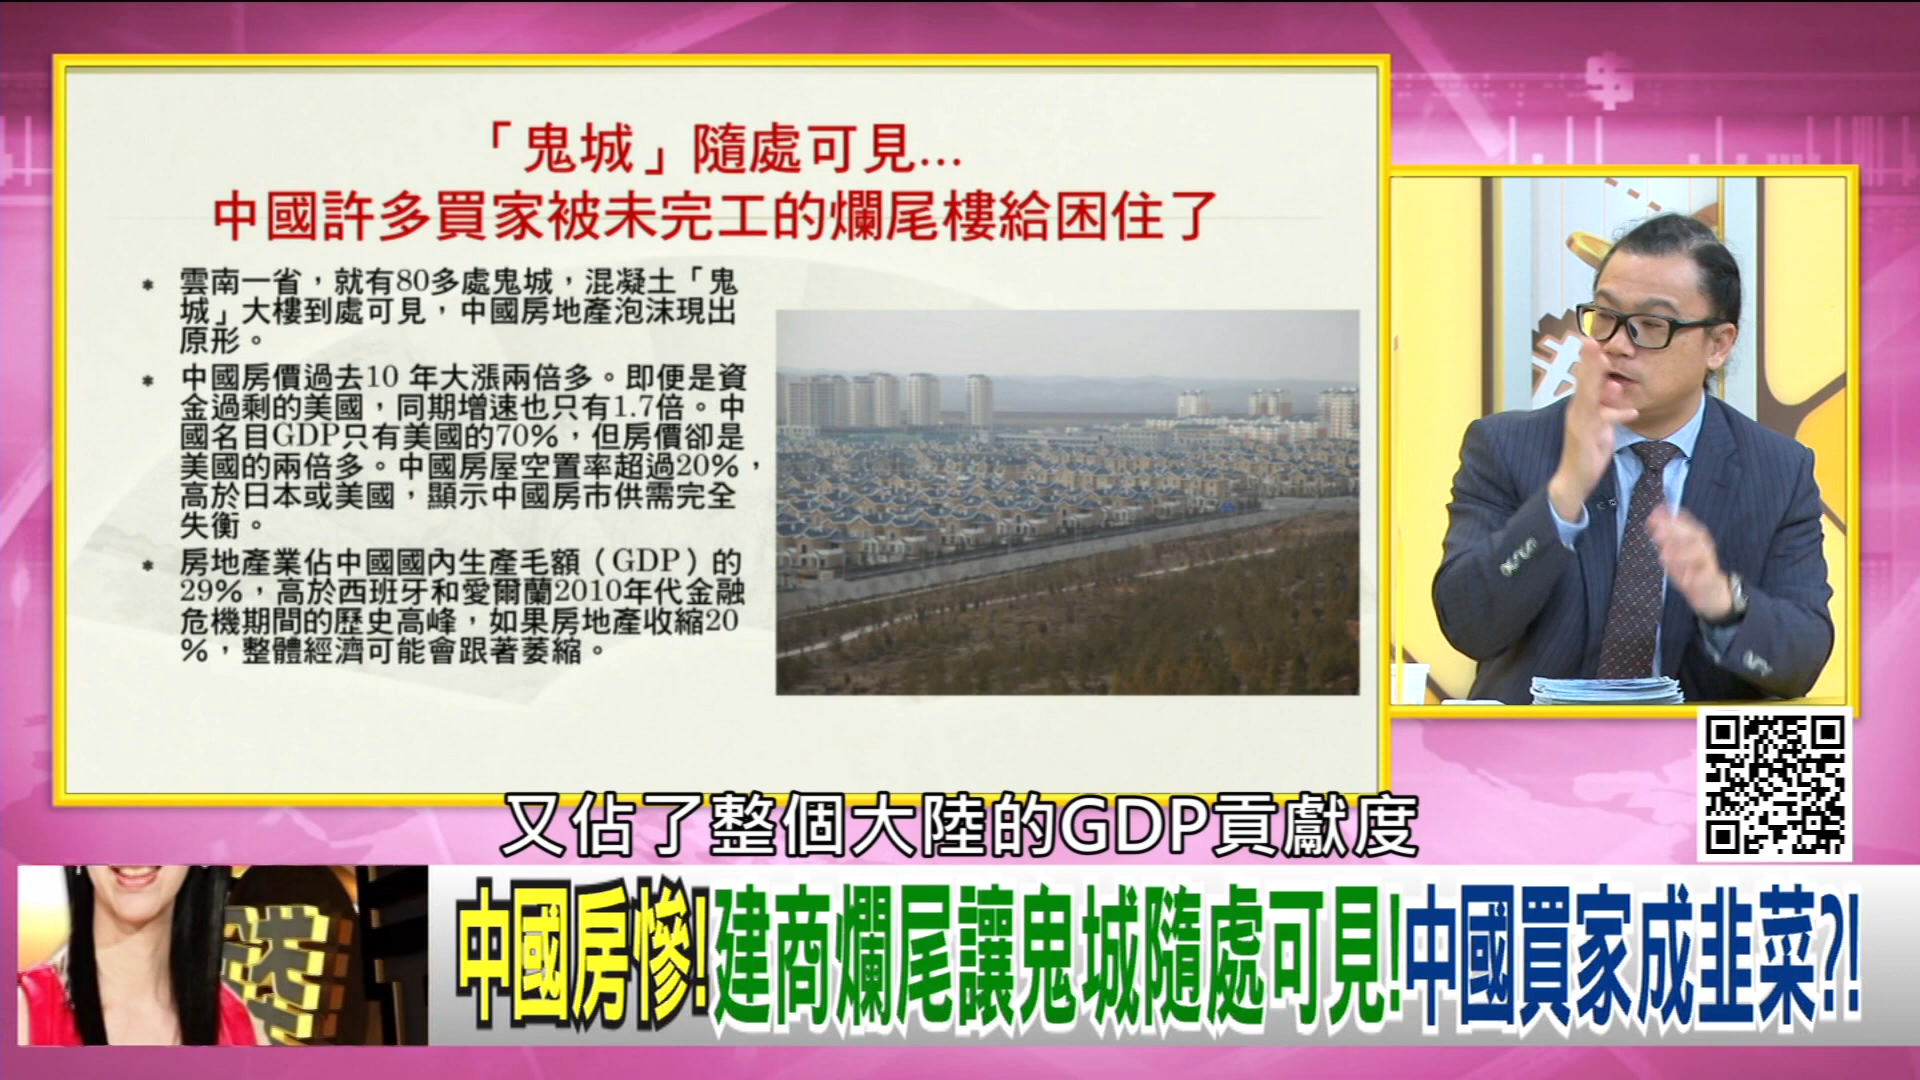 「鬼城」隨處可見...
中國許多買家被未完工的爛尾樓給困住了
* 雲南一省，就有80多處鬼城，混凝土「鬼
城」大樓到處可見，中國房地產泡沫現出
原形。
* 中國房價過去10 年大漲兩倍多。即便是資
金過剩的美國，同期增速也只有1.7倍。中
國名目GDP只有美國的70%，但房價卻是
美國的兩倍多。中國房屋空置率超過20%，
高於日本或美國，顯示中國房市供需完全
失衡。
* 房地產業佔中國國內生產毛額（GDP）的
29%，高於西班牙和愛爾蘭2010年代金融
危機期間的歷史高峰，如果房地產收縮20
%，整體經濟可能會跟著萎縮。
又佔了整個大陸的GDP貢獻度
中國房慘!建商爛尾讓鬼城隨處可見!中國買家成韭菜?!